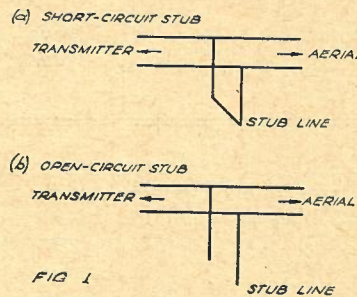 (a) SHORT-CIRCUIT STUB
TRANSMITTER
AERIAL
STUB LINE
(b) OPEN-CIRCUIT STUB
TRANSMITTER
AERIAL
STUB LINE
FIG 1